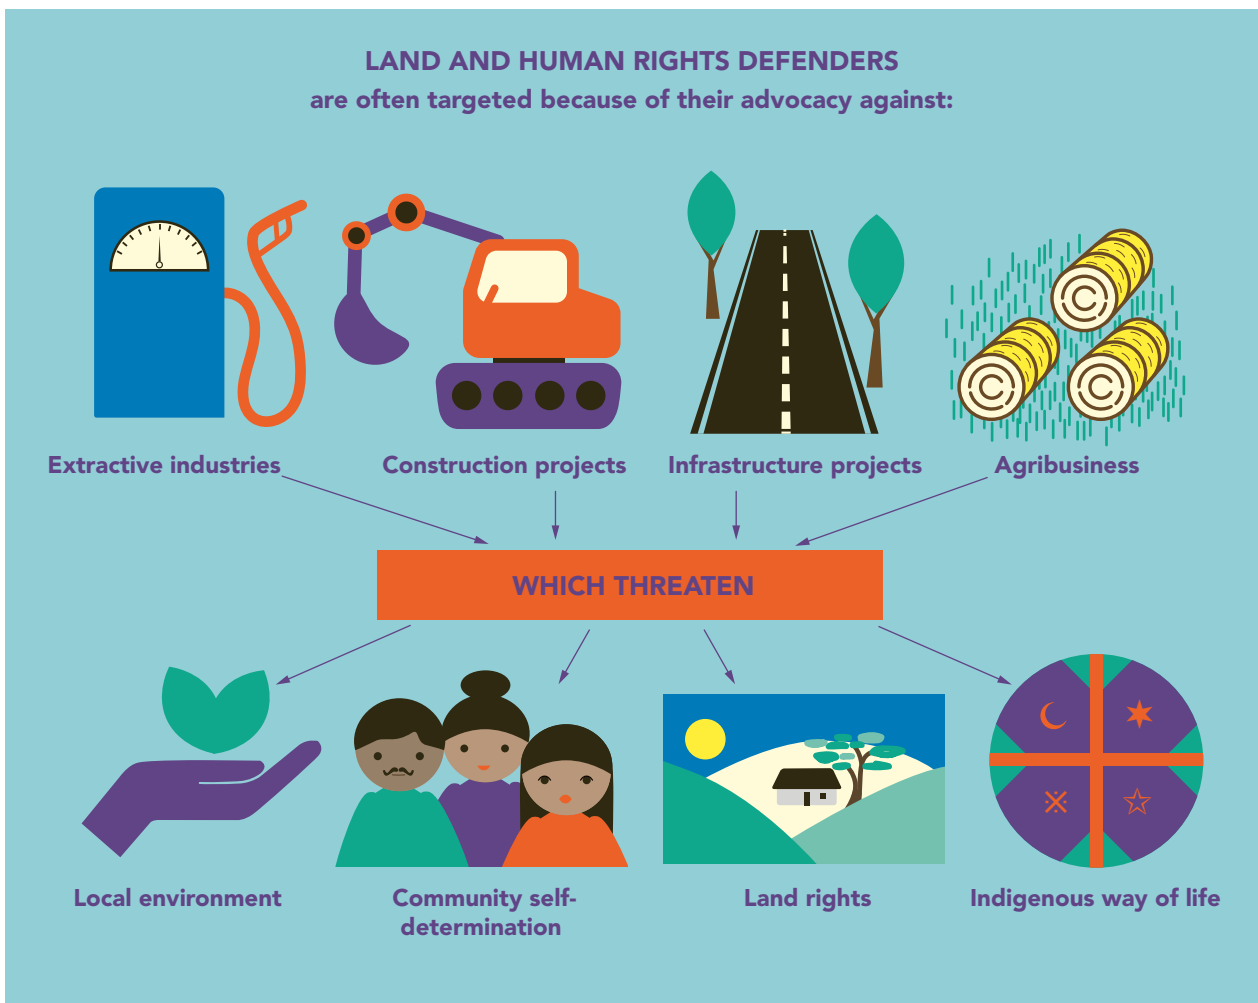 LAND AND HUMAN RIGHTS DEFENDERS
are often targeted because of their advocacy against:
Extractive industries
Construction projects
Infrastructure projects
Agribusiness
WHICH THREATEN
Local environment
Community self-
determination
Land rights
Indigenous way of life